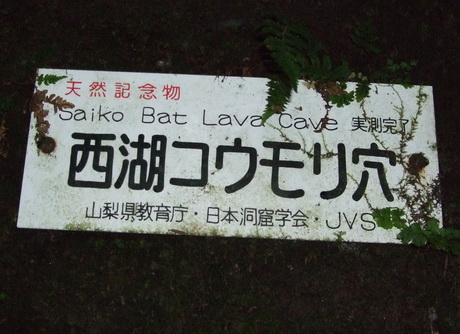 天然記念物
Saiko Bat Lava Cave 実測完了
西湖コウモリ穴
山梨県教育庁・日本洞窟学会・JVS